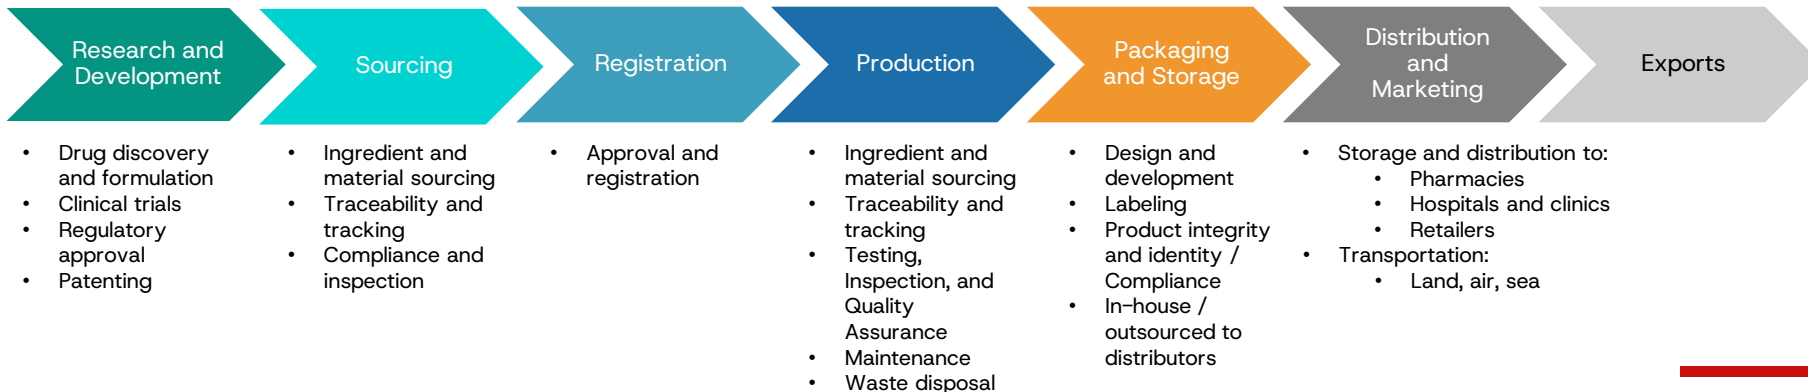 Research and
Development
Sourcing
Registration
Production
Packaging
and Storage
Distribution
and
Marketing
Exports
• Drug discovery
and formulation
• Clinical trials
• Regulatory
approval
• Patenting
• Ingredient and
material sourcing
• Traceability and
tracking
• Compliance and
inspection
• Approval and
registration
• Ingredient and
material sourcing
• Traceability and
tracking
• Testing,
Inspection, and
Quality
Assurance
• Maintenance
• Waste disposal
• Design and
development
• Labeling
• Product integrity
and identity /
Compliance
• In-house /
outsourced to
distributors
• Storage and distribution to:
• Pharmacies
• Hospitals and clinics
• Retailers
• Transportation:
• Land, air, sea